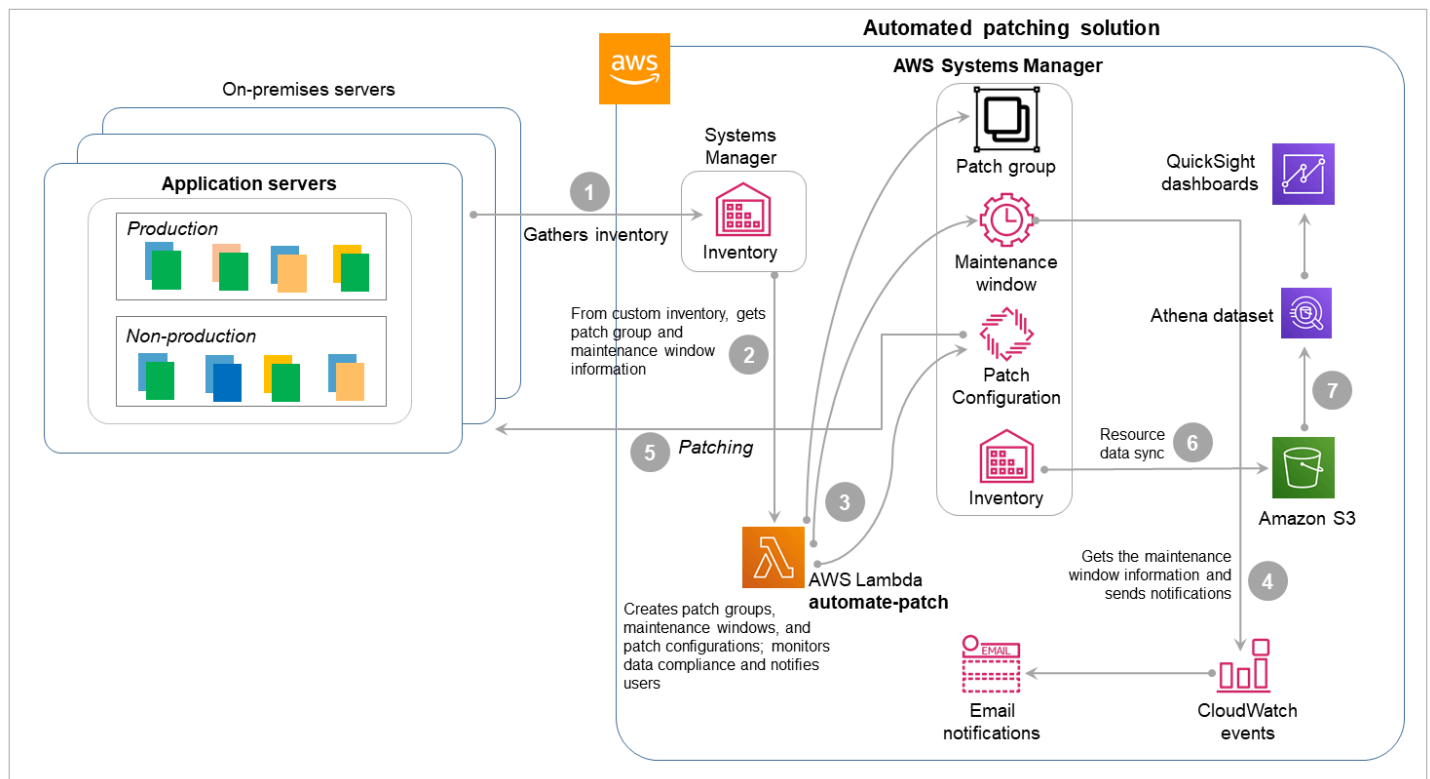 Automated patching solution
aws
AWS Systems Manager
On-premises servers
Application servers
Production
Non-production
1
Gathers inventory
Systems
Manager
Inventory
From custom inventory, gets
patch group and
maintenance window
information
2
5
Patching
3
AWS Lambda
automate-patch
Creates patch groups,
maintenance windows, and
patch configurations; monitors
data compliance and notifies
users
Patch group
Maintenance
window
Patch
Configuration
Inventory
Resource
data sync
6
QuickSight
dashboards
Athena dataset
7
Amazon S3
Gets the maintenance
window information and
sends notifications
4
EMAIL
Email
notifications
CloudWatch
events